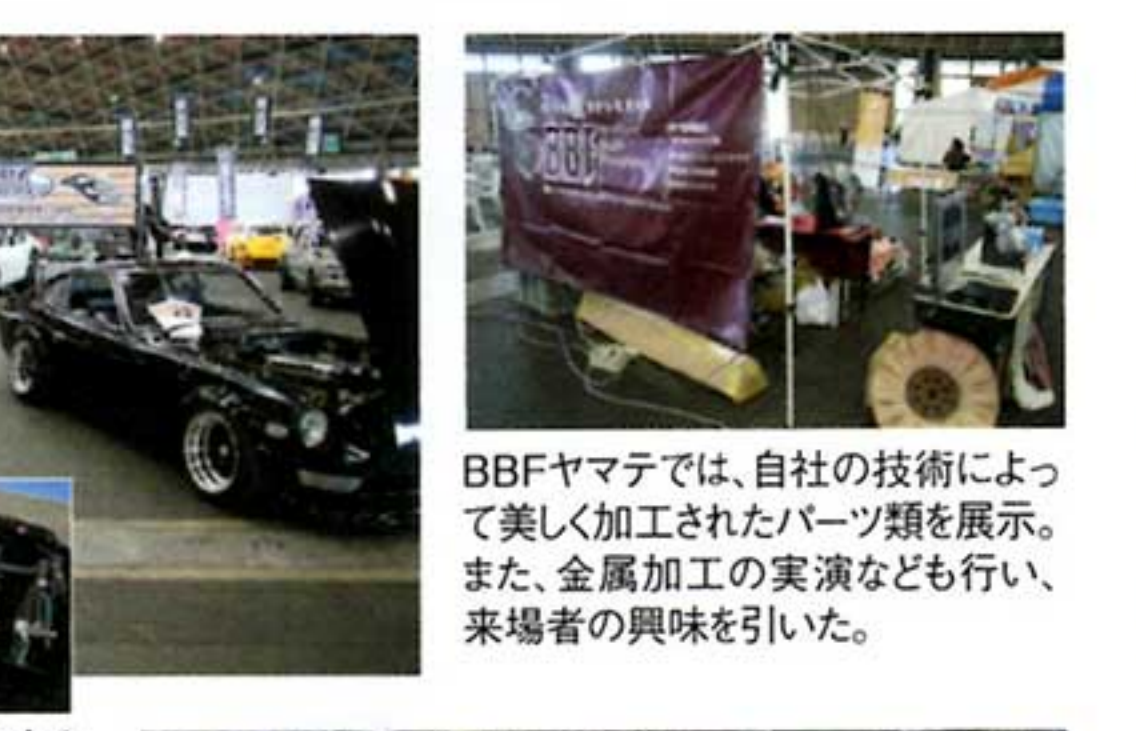 BBF
BBFヤマテでは、自社の技術によっ
て美しく加工されたパーツ類を展示。
また、金属加工の実演なども行い、
来場者の興味を引いた。